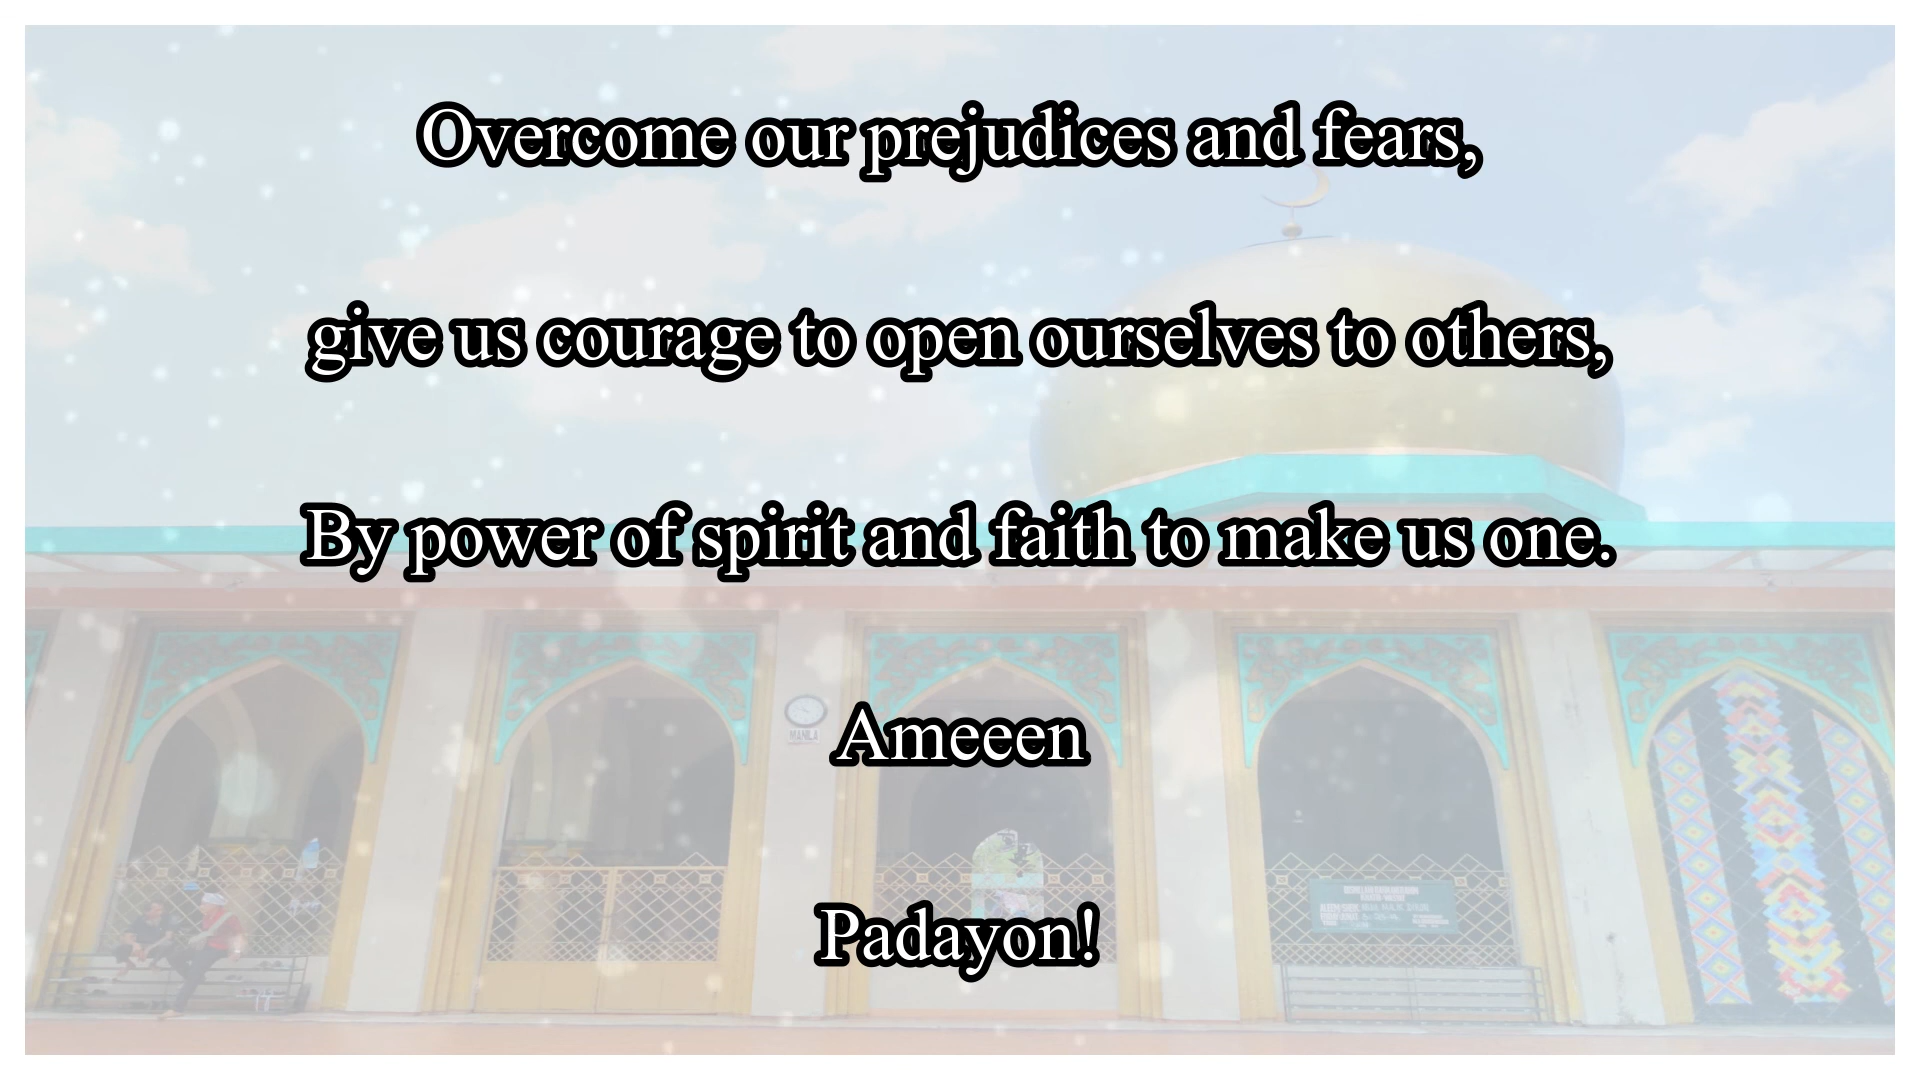 Overcome our prejudices and fears,
give us courage to open ourselves to others,
By power of spirit and faith to make us one.
Ameeen
MANILA
Padayon!